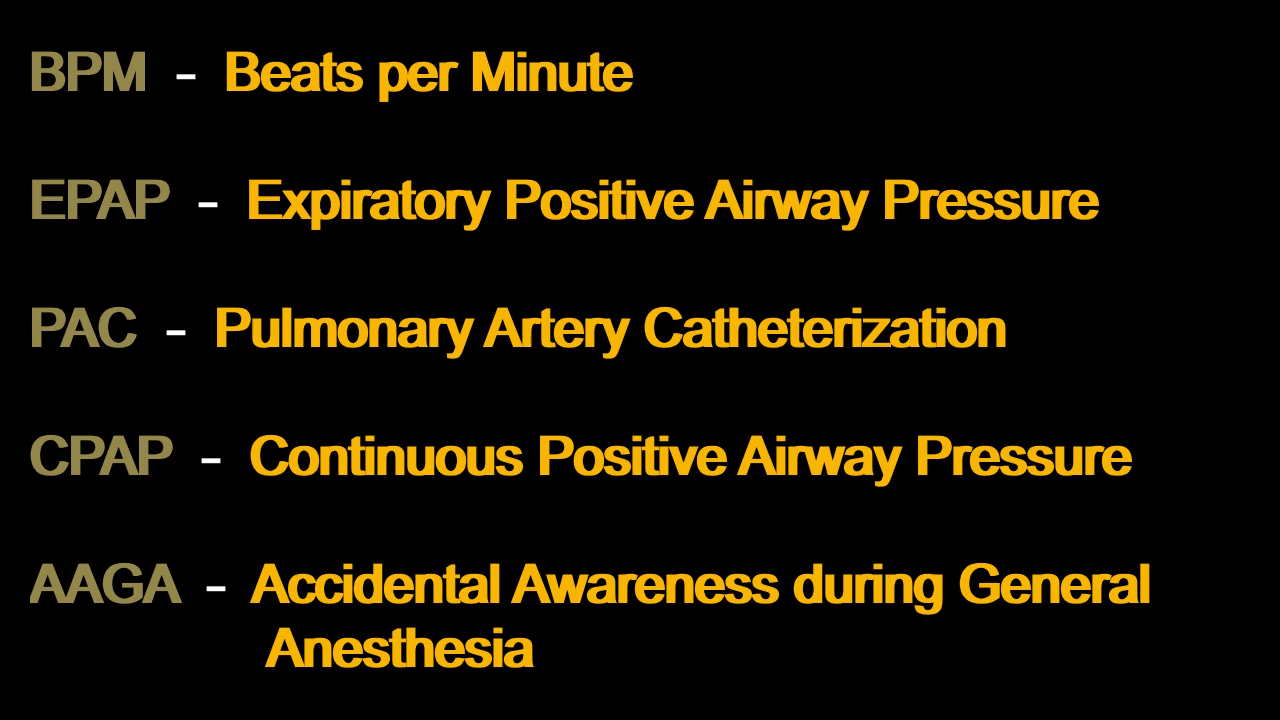 BPM - Beats per Minute
EPAP - Expiratory Positive Airway Pressure
PAC - Pulmonary Artery Catheterization
CPAP - Continuous Positive Airway Pressure
AAGA - Accidental Awareness during General
Anesthesia